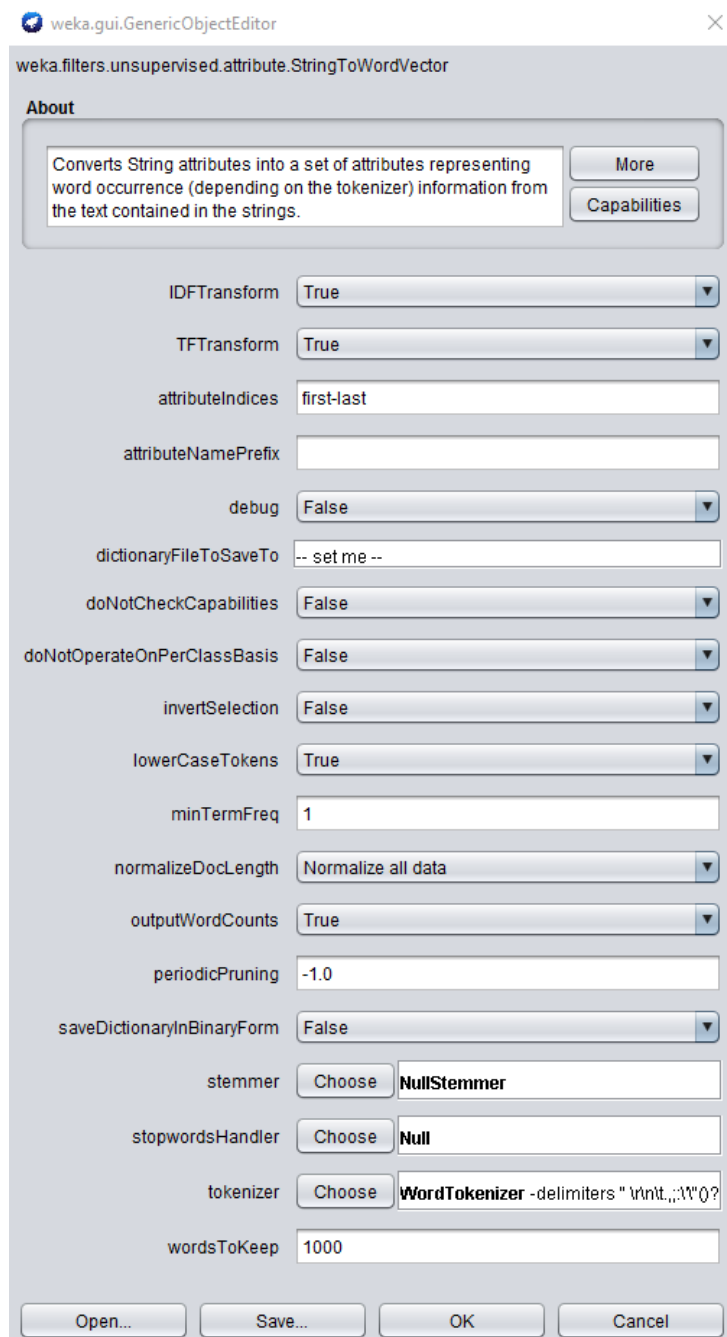 weka.gui.GenericObjectEditor
weka.filters.unsupervised.attribute.StringToWordVector
About
Converts String attributes into a set of attributes representing
word occurrence (depending on the tokenizer) information from
the text contained in the strings.
More
Capabilities
IDFTransform True
TFTransform True
attributeIndices first-last
attributeNamePrefix
debug False
dictionaryFileToSaveTo -- set me --
doNotCheckCapabilities False
doNotOperateOnPerClassBasis False
invertSelection False
lowerCaseTokens True
minTermFreq 1
normalizeDocLength Normalize all data
outputWordCounts True
periodicPruning -1.0
saveDictionaryInBinaryForm False
stemmer Choose NullStemmer
stopwordsHandler Choose Null
tokenizer Choose WordTokenizer -delimiters " \r\n\t.,;:\'\"()?
wordsToKeep 1000
Open... Save... OK Cancel